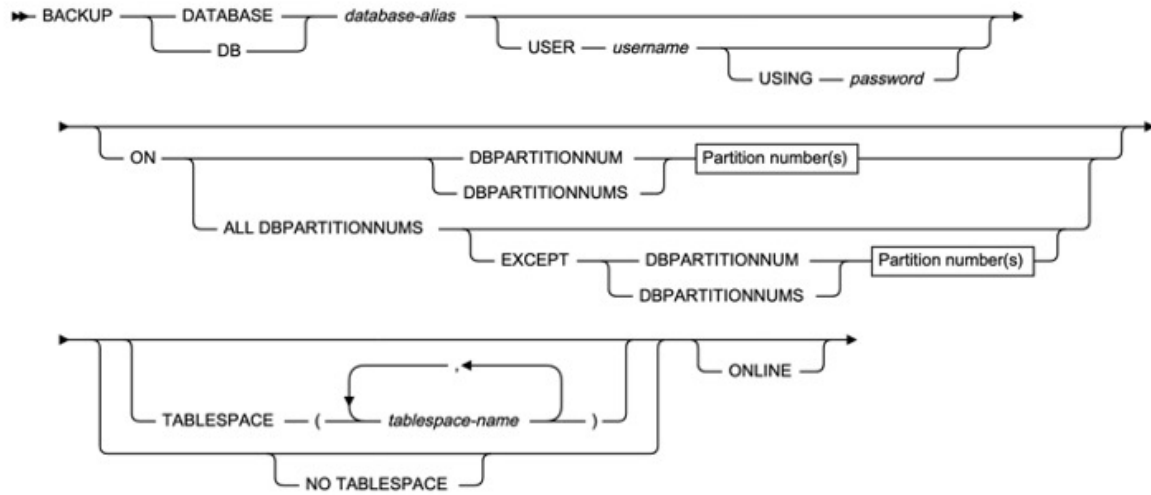 BACKUP DATABASE database-alias
DB
USER username
USING password
ON DBPARTITIONNUM Partition number(s)
DBPARTITIONNUMS
ALL DBPARTITIONNUMS
EXCEPT DBPARTITIONNUM Partition number(s)
DBPARTITIONNUMS
,
TABLESPACE ( tablespace-name )
NO TABLESPACE
ONLINE